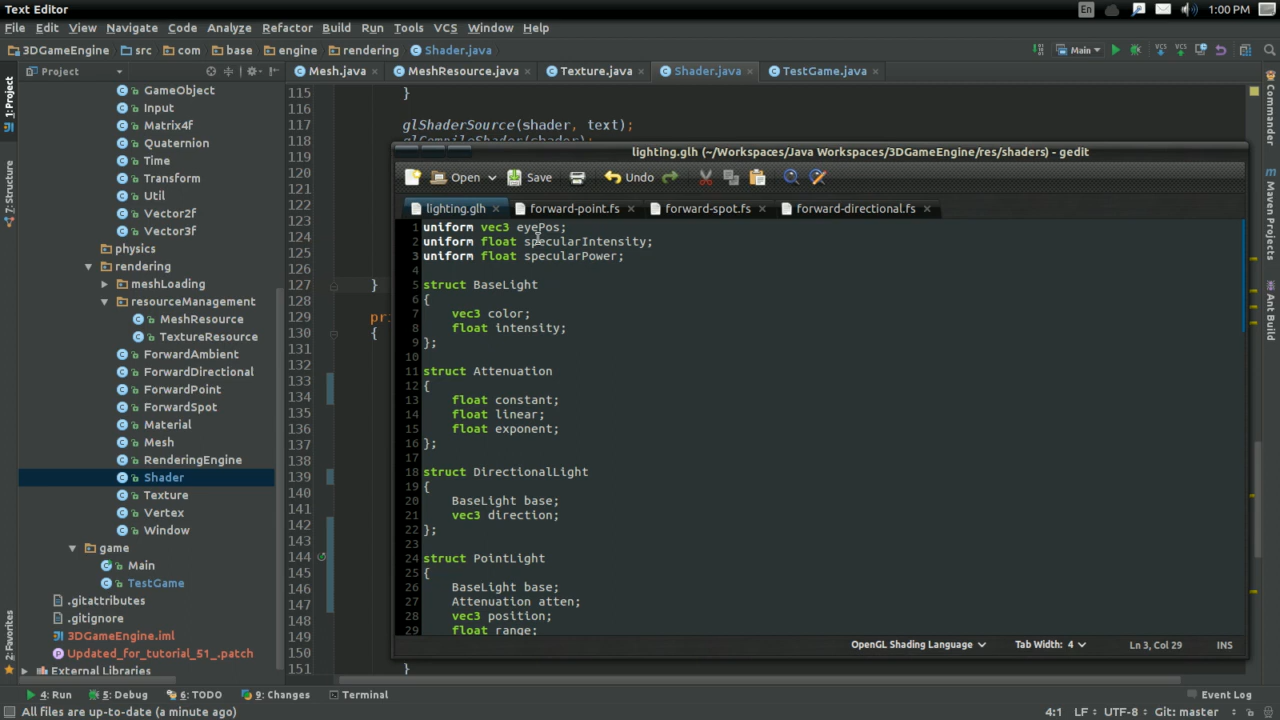 Text Editor
En
1:00 PM
File Edit View Navigate Code Analyze Refactor Build Run Tools VCS Window Help
3DGameEngine src com base engine rendering Shader.java
Main
Project
Mesh.java MeshResource.java Texture.java Shader.java TestGame.java
1: Project
7: Structure
2: Favorites
GameObject
Input
Matrix4f
Quaternion
Time
Transform
Util
Vector2f
Vector3f
physics
rendering
meshLoading
resourceManagement
MeshResource
TextureResource
ForwardAmbient
ForwardDirectional
ForwardPoint
ForwardSpot
Material
Mesh
RenderingEngine
Shader
Texture
Vertex
Window
game
Main
TestGame
.gitattributes
.gitignore
3DGameEngine.iml
Updated_for_tutorial_51_.patch
External Libraries
115 }
116
117 glShaderSource(shader, text);
118 glCompileShader(shader);
119
120
121
122
123
124
125
126
127 }
128
129 pri
130 {
131
132
133
134
135
136
137
138
139
140
141
142
143
144
145
146
147
148
149
150
151 }
lighting.glh (~/Workspaces/Java Workspaces/3DGameEngine/res/shaders) - gedit
Open Save Undo
lighting.glh forward-point.fs forward-spot.fs forward-directional.fs
1 uniform vec3 eyePos;
2 uniform float specularIntensity;
3 uniform float specularPower;
4
5 struct BaseLight
6 {
7 vec3 color;
8 float intensity;
9 };
10
11 struct Attenuation
12 {
13 float constant;
14 float linear;
15 float exponent;
16 };
17
18 struct DirectionalLight
19 {
20 BaseLight base;
21 vec3 direction;
22 };
23
24 struct PointLight
25 {
26 BaseLight base;
27 Attenuation atten;
28 vec3 position;
29 float range;
OpenGL Shading Language Tab Width: 4 Ln 3, Col 29 INS
Commander
Maven Projects
Ant Build
4: Run 5: Debug 6: TODO 9: Changes Terminal Event Log
All files are up-to-date (a minute ago) 4:1 LF UTF-8 Git: master